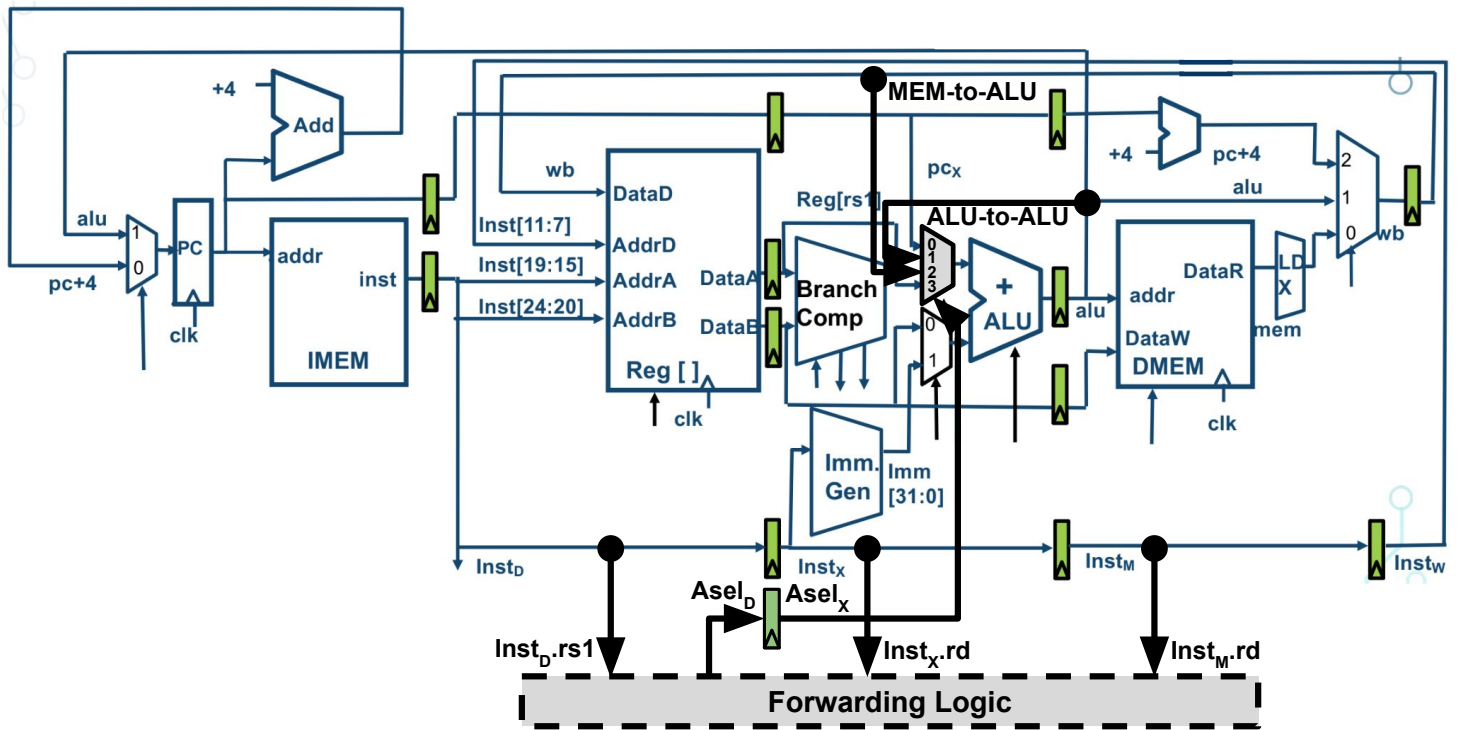 MEM-to-ALU
+4
Add
+4
pc+4
2
wb
DataD
pc_X
alu
1
Reg[rs1]
ALU-to-ALU
alu
1
PC
0
pc+4
clk
addr
inst
IMEM
Inst[11:7]
AddrD
Inst[19:15]
AddrA
DataA
Inst[24:20]
AddrB
DataB
Reg [ ]
clk
Branch
Comp
0
1
2
3
0
1
+
ALU
alu
addr
DataR
DataW
DMEM
clk
LD
X
mem
0
wb
Imm.
Gen
Imm
[31:0]
Inst_D
Inst_X
Inst_M
Inst_W
Asel_D
Asel_X
Inst_D.rs1
Inst_X.rd
Inst_M.rd
Forwarding Logic